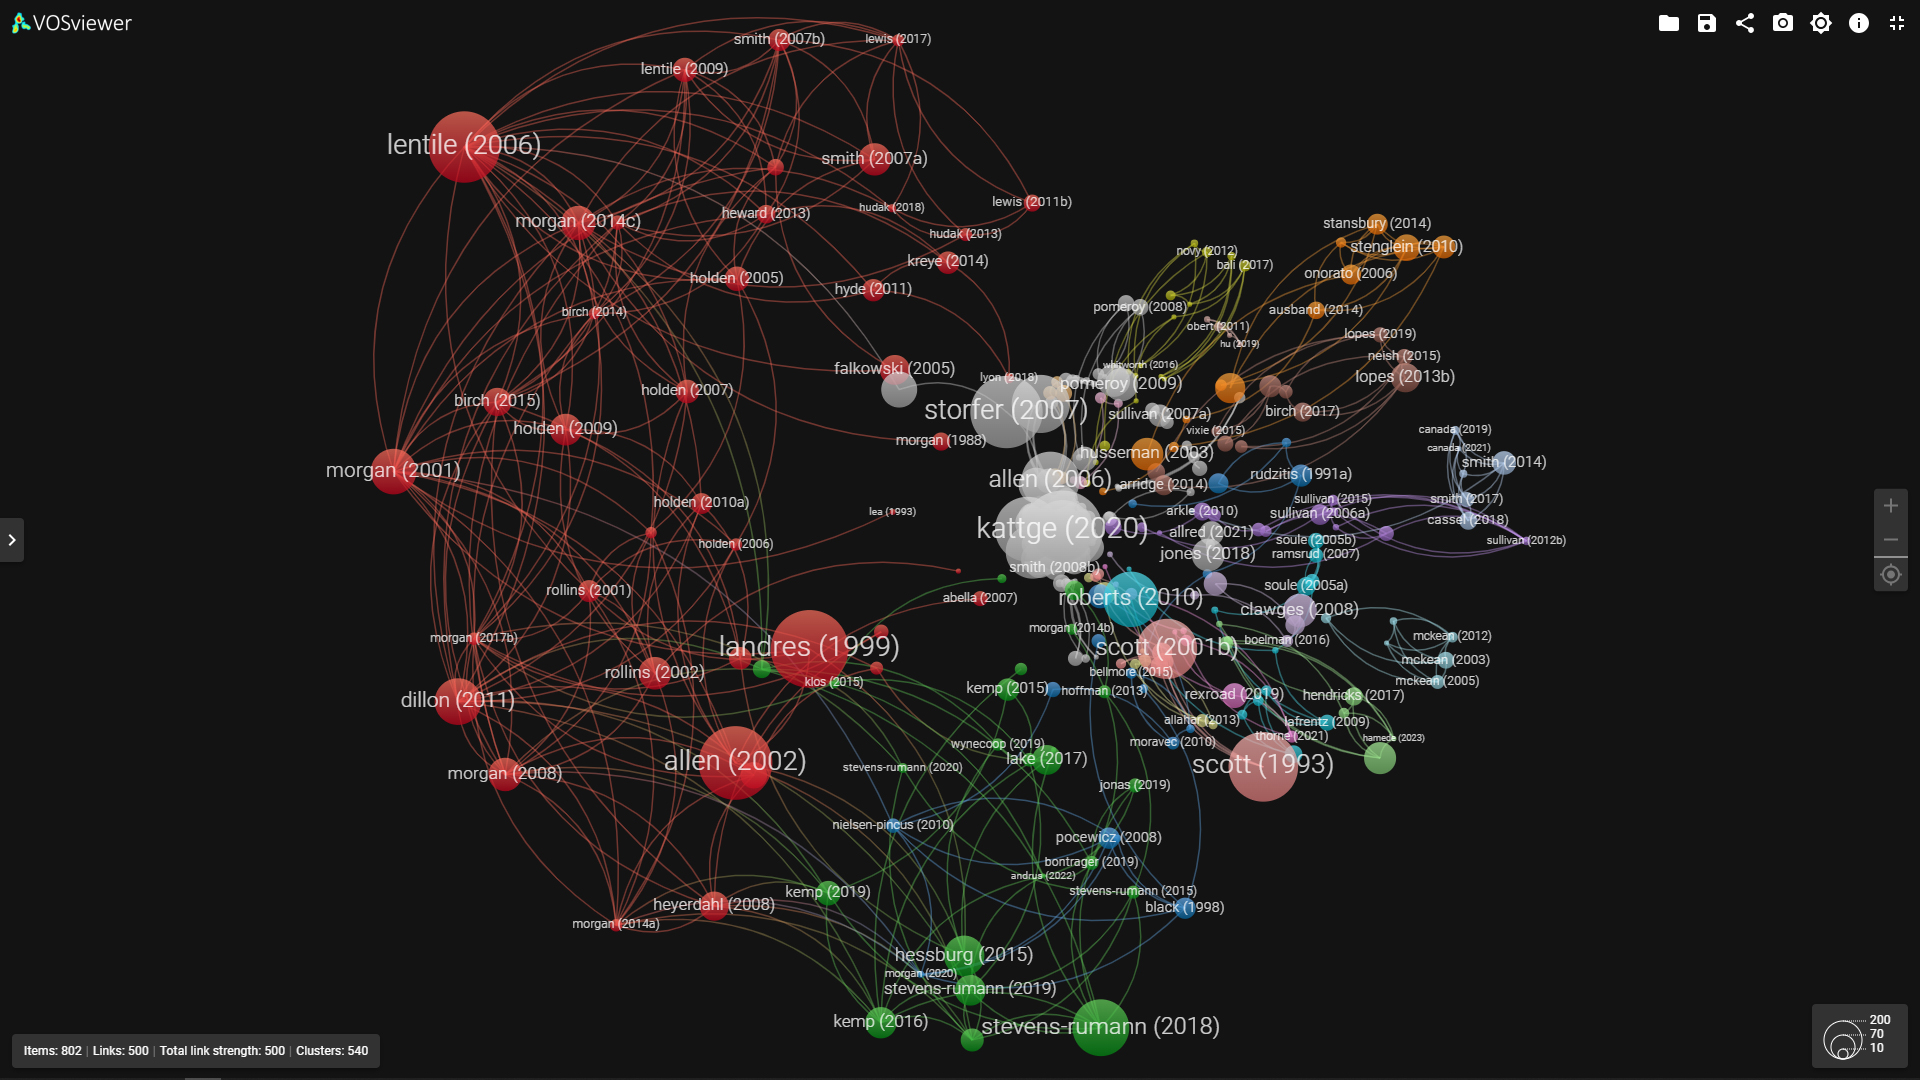 VOSviewer
smith (2007b)
lewis (2017)
lentile (2009)
lentile (2006)
smith (2007a)
lewis (2011b)
heward (2013)
hudak (2018)
morgan (2014c)
stansbury (2014)
hudak (2013)
stenglein (2010)
novy (2012)
kreye (2014)
bali (2017)
onorato (2006)
holden (2005)
hyde (2011)
pomeroy (2008)
ausband (2014)
birch (2014)
obert (2011)
lopes (2019)
hu (2019)
neish (2015)
whitworth (2016)
falkowski (2005)
lyon (2018)
lopes (2013b)
pomeroy (2009)
holden (2007)
birch (2015)
storfer (2007)
sullivan (2007a)
birch (2017)
holden (2009)
vixie (2015)
canada (2019)
morgan (1988)
canada (2021)
husseman (2003)
smith (2014)
morgan (2001)
rudzitis (1991a)
allen (2006)
arridge (2014)
sullivan (2015)
smith (2017)
holden (2010a)
lea (1993)
arkle (2010)
sullivan (2006a)
cassel (2018)
kattge (2020)
allred (2021)
soule (2005b)
sullivan (2012b)
holden (2006)
jones (2018)
ramsrud (2007)
smith (2008b)
soule (2005a)
rollins (2001)
abella (2007)
roberts (2010)
clawges (2008)
morgan (2014b)
morgan (2017b)
boelman (2016)
mckean (2012)
landres (1999)
scott (2001b)
mckean (2003)
rollins (2002)
bellmore (2015)
klos (2015)
mckean (2005)
kemp (2015)
hoffman (2013)
rexroad (2019)
hendricks (2017)
dillon (2011)
allahar (2013)
lafrentz (2009)
thorne (2021)
hamede (2023)
wynecoop (2019)
moravec (2010)
lake (2017)
allen (2002)
stevens-rumann (2020)
scott (1993)
morgan (2008)
jonas (2019)
nielsen-pincus (2010)
pocewicz (2008)
bontrager (2019)
andrus (2022)
kemp (2019)
stevens-rumann (2015)
heyerdahl (2008)
black (1998)
morgan (2014a)
hessburg (2015)
morgan (2020)
stevens-rumann (2019)
kemp (2016)
stevens-rumann (2018)
Items: 802 | Links: 500 | Total link strength: 500 | Clusters: 540
200
70
10